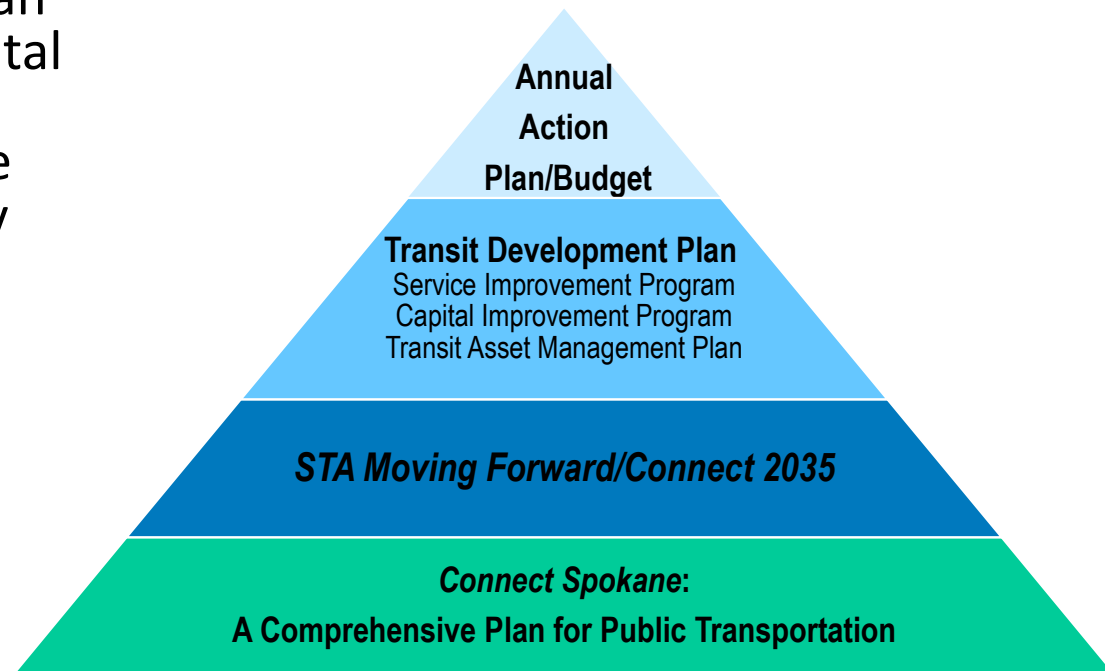 tal
Annual
Action
Plan/Budget
Transit Development Plan
Service Improvement Program
Capital Improvement Program
Transit Asset Management Plan
STA Moving Forward/Connect 2035
Connect Spokane:
A Comprehensive Plan for Public Transportation